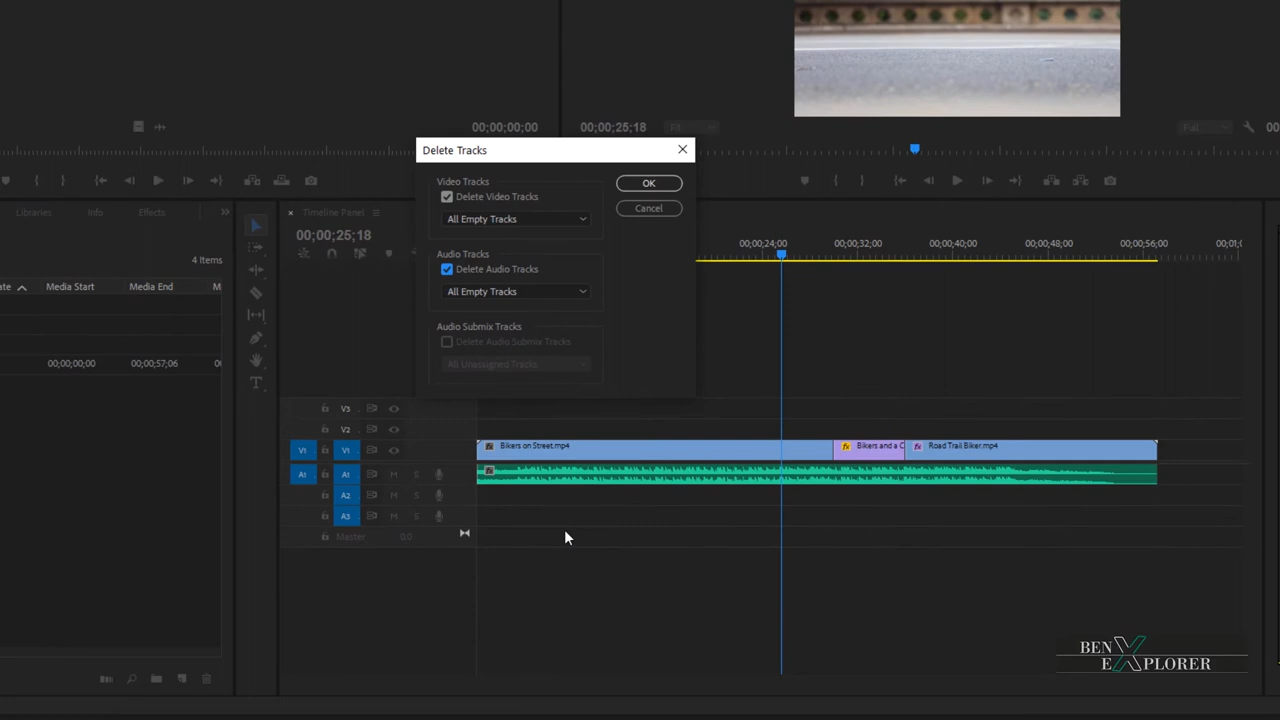 00;00;00;00
00;00;25;18
Fit
Full
00
Delete Tracks
Video Tracks
Delete Video Tracks
All Empty Tracks
OK
Cancel
Audio Tracks
Delete Audio Tracks
All Empty Tracks
Audio Submix Tracks
Delete Audio Submix Tracks
All Unassigned Tracks
Libraries
Info
Effects
Timeline Panel
00;00;25;18
4 Items
ate
Media Start
Media End
M
00;00;00;00
00;00;57;06
00
00;00;24;00
00;00;32;00
00;00;40;00
00;00;48;00
00;00;56;00
00;01;0
V3
V2
V1 V1
Bikers on Street.mp4
Bikers and a C
Road Trail Biker.mp4
A1 A1 M S
A2 M S
A3 M S
Master 0.0
BEN
EXPLORER